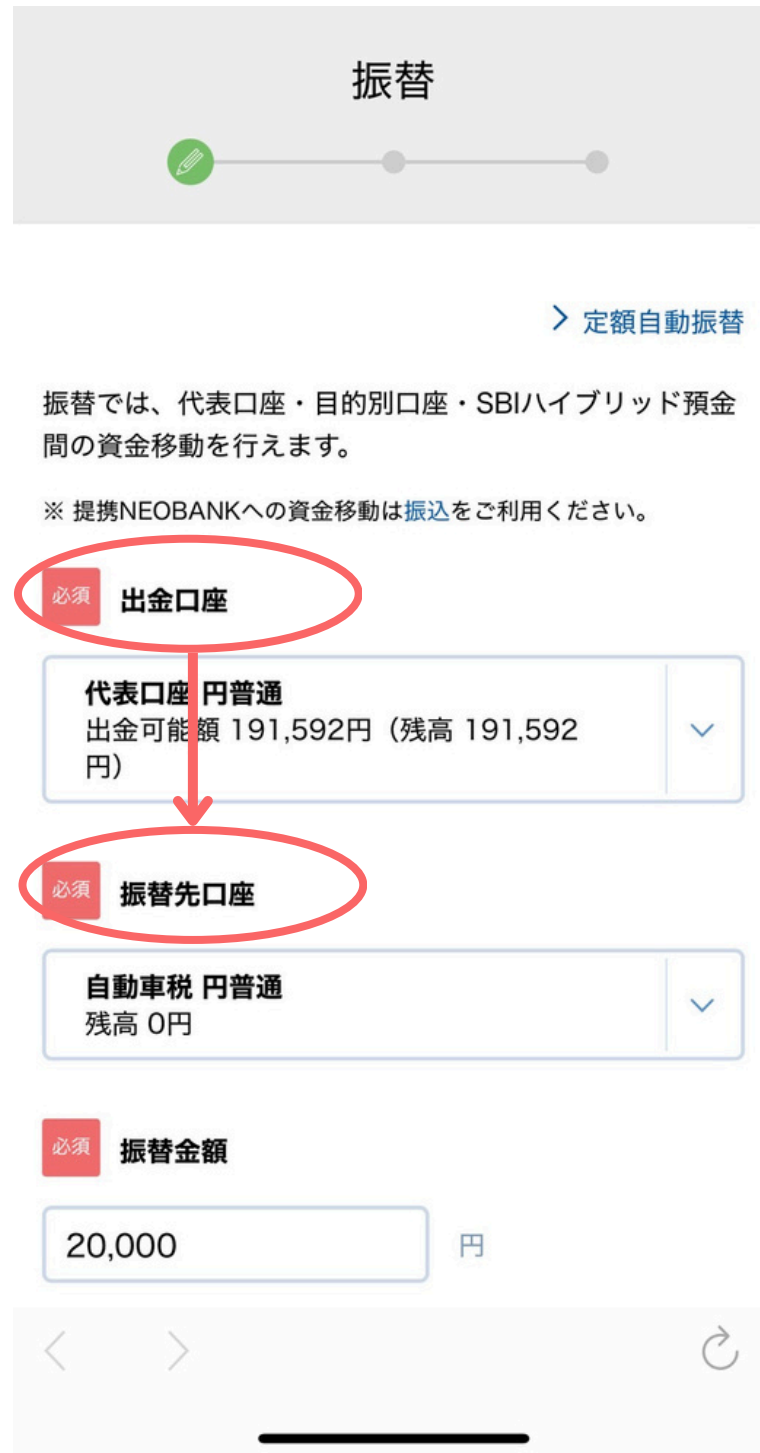 振替
定額自動振替
振替では、代表口座・目的別口座・SBIハイブリッド預金
間の資金移動を行えます。
※ 提携NEOBANKへの資金移動は振込をご利用ください。
必須 出金口座
代表口座 円普通
出金可能額 191,592円（残高 191,592
円）
必須 振替先口座
自動車税 円普通
残高 0円
必須 振替金額
20,000 円